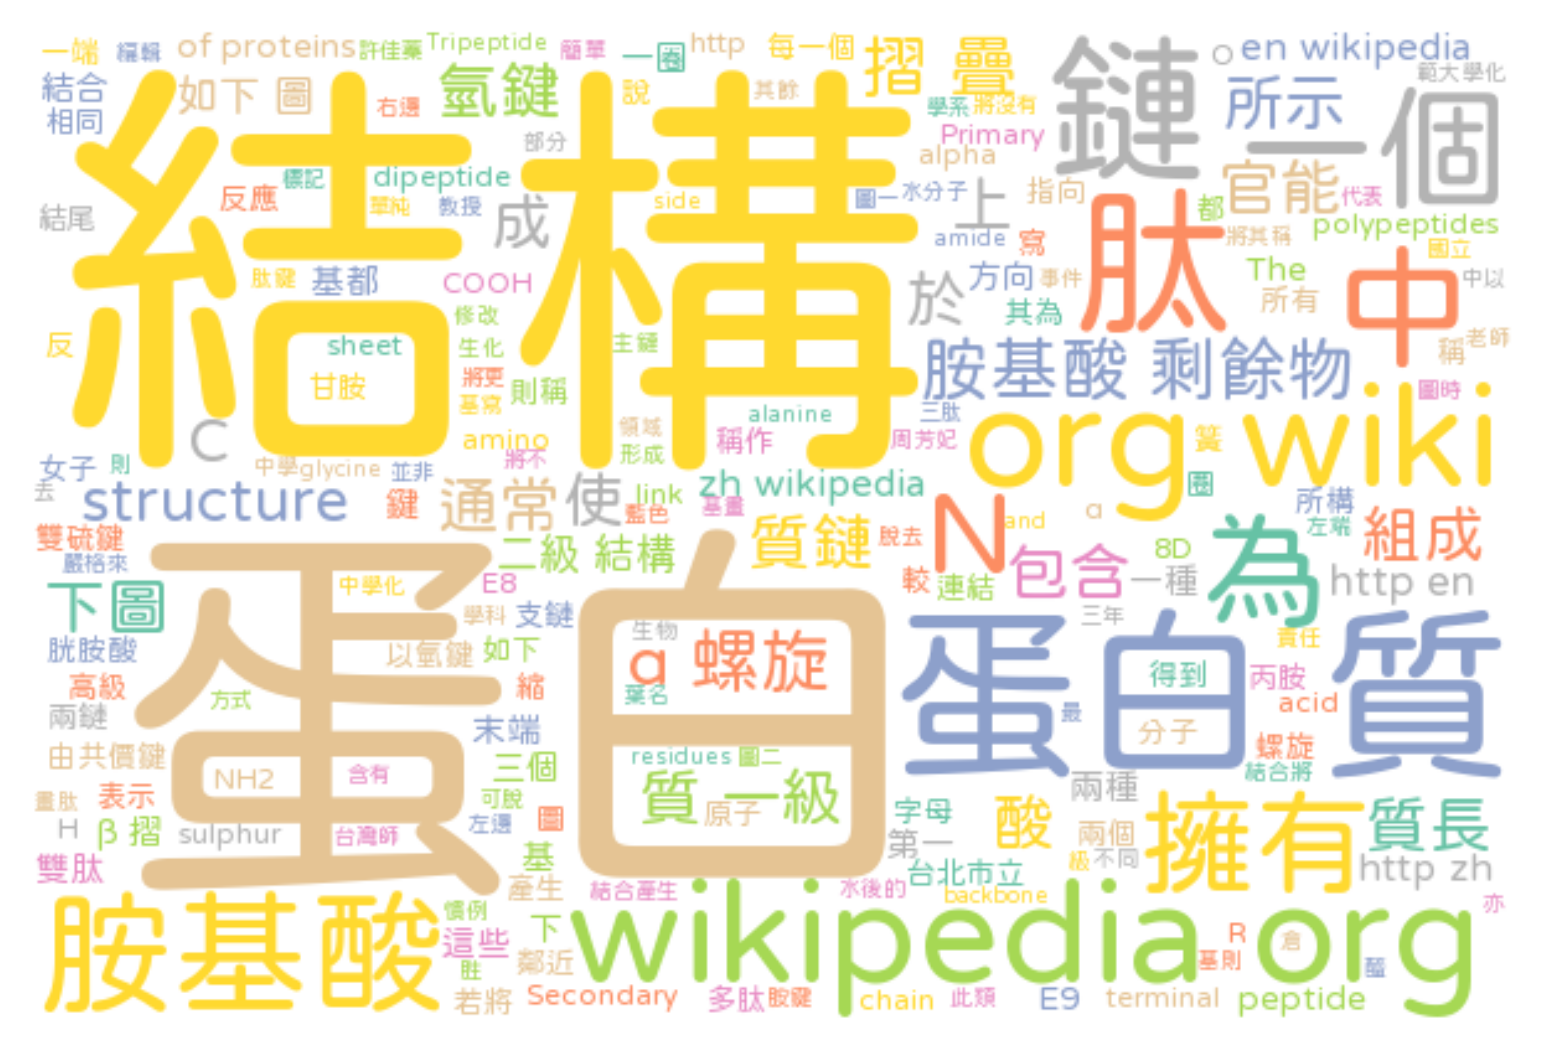 一端 編輯 of proteins 許佳蓁 Tripeptide 簡單 一圈 http 每一個 摺 疊 en wikipedia
結合 如下 圖 右邊 氫鍵 說 其餘 鏈 一個 所示 範大學化
相同 部分 學系 將沒有 Primary
結構
反應 標記 dipeptide 單純 教授 成 side 圖一 水分子 alpha 上 指向 官能 代表
結尾 amide 寫 肽 都 將其稱 polypeptides 國立
肽鍵 基都 COOH 於 方向 事件 The 中 中以
反 sheet 修改 生化 主鏈 其為 所有 稱 老師
甘胺 將更 則稱 胺基酸 剩餘物 圖時
C 基寫 領域 alanine 三肽 org wiki
amino 形成 稱作 周芳妃 簧
女子 則 中學 glycine 並非 將不
去 structure 鍵 通常 使 link zh wikipedia 圈 所構
藍色 基畫 N and a 左端 組成
雙硫鍵 二級 結構 質鏈 脫去 8D 為
嚴格來 中學化 E8 較 連結 包含 一種 http en
下圖 蛋白 學科 支鏈 三年 責任
胱胺酸 以氫鍵 如下 生物 α 螺旋 蛋白質 得到 丙胺
高級 方式 縮 葉名 acid
兩鏈 末端 最 分子 螺旋
由共價鍵 NH2 含有 三個 residues 圖二 結合將
畫肽 表示 可脫 質 一級 原子 字母 酸 兩種 擁有 質長
H β 摺 sulphur 台灣師 左邊 圖 第一 兩個
雙肽 基 台北市立 級 不同 http zh
產生 結合產生 水後的 backbone 亦
胺基酸 慣例 這些 下 wikipedia org R 倉
胜 鄰近 基則 醯
若將 Secondary 多肽 胺鍵 chain 此類 E9 terminal peptide